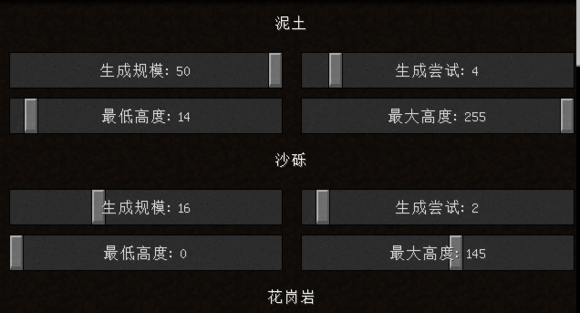 泥土
生成规模: 50
生成尝试: 4
最低高度: 14
最大高度: 255
沙砾
生成规模: 16
生成尝试: 2
最低高度: 0
最大高度: 145
花岗岩